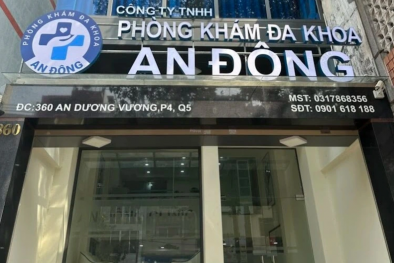 CÔNG TY TNHH
PHÒNG KHÁM ĐA KHOA
AN ĐÔNG
PHÒNG KHÁM ĐA KHOA
AN ĐÔNG
ĐC:360 AN DƯƠNG VƯƠNG,P4, Q5
MST: 0317868356
SĐT: 0901 618 188
360